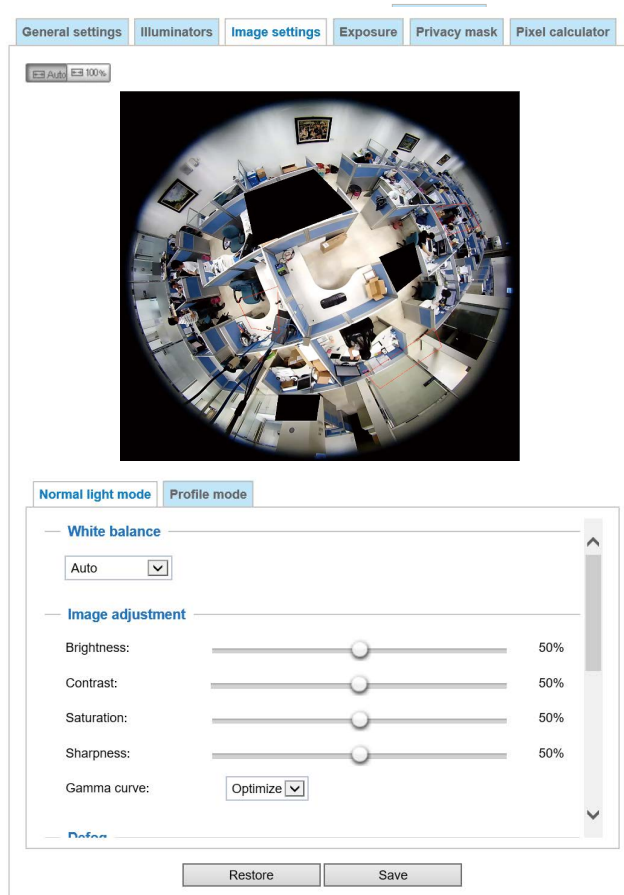 General settings Illuminators Image settings Exposure Privacy mask Pixel calculator
Auto 100%
Normal light mode Profile mode
White balance
Auto
Image adjustment
Brightness: 50%
Contrast: 50%
Saturation: 50%
Sharpness: 50%
Gamma curve: Optimize
Defog
Restore Save